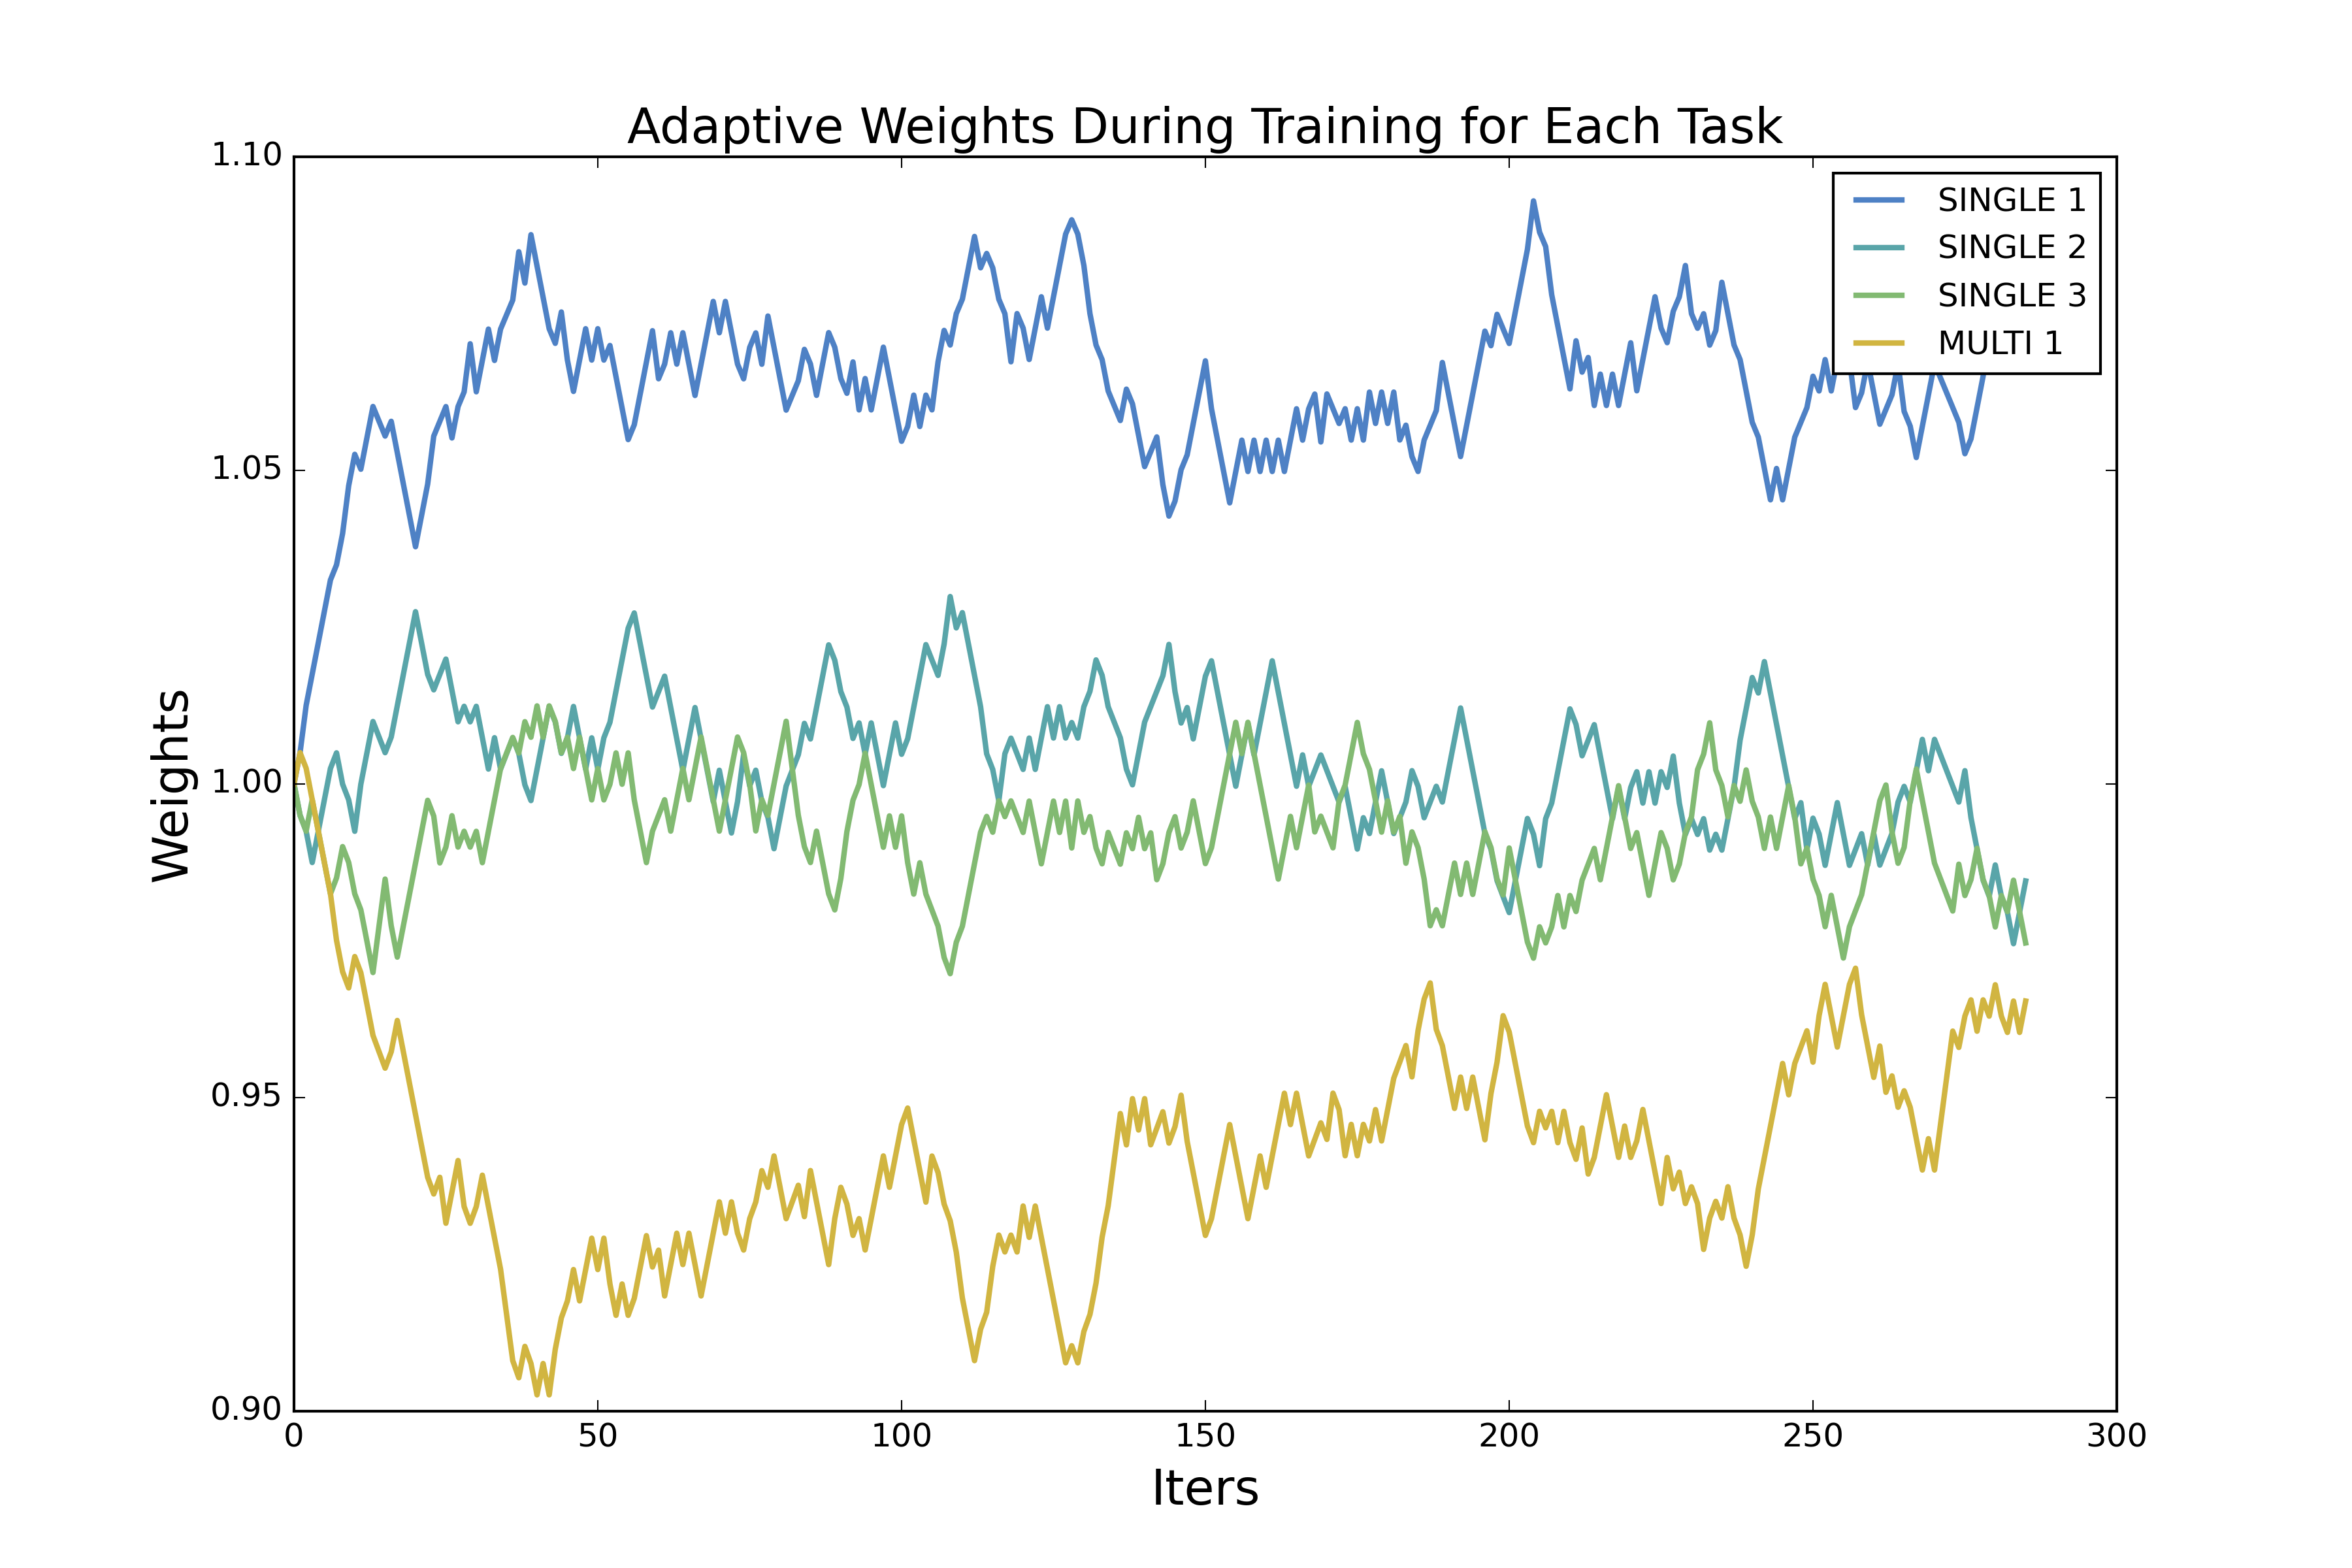 Adaptive Weights During Training for Each Task
1.10
1.05
1.00
0.95
0.90
Weights
0
50
100
150
200
250
300
Iters
SINGLE 1
SINGLE 2
SINGLE 3
MULTI 1